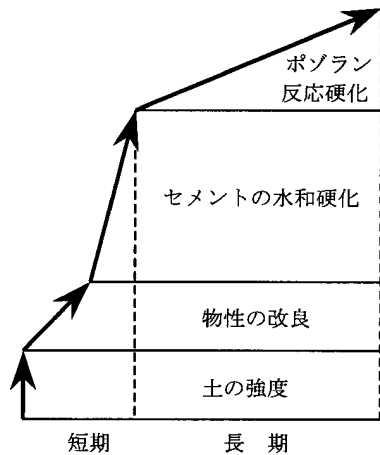 ポゾラン
反応硬化
セメントの水和硬化
物性の改良
土の強度
短期
長 期